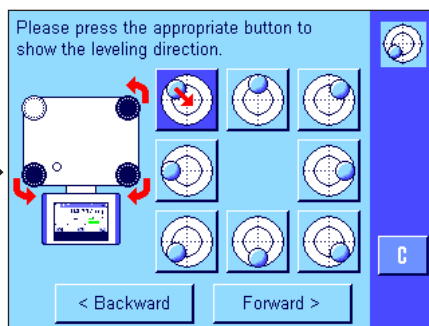 Please press the appropriate button to
show the leveling direction.
C
< Backward
Forward >